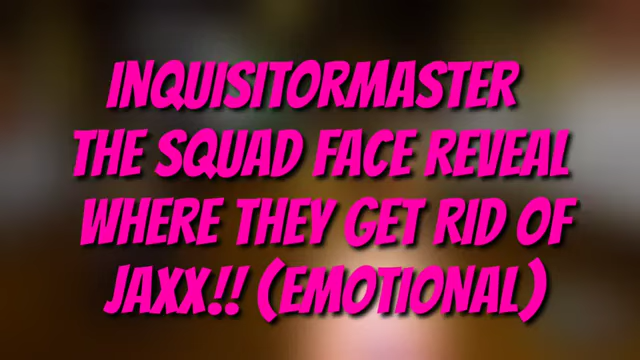 INQUISITORMASTER
THE SQUAD FACE REVEAL
WHERE THEY GET RID OF
JAXX!! (EMOTIONAL)